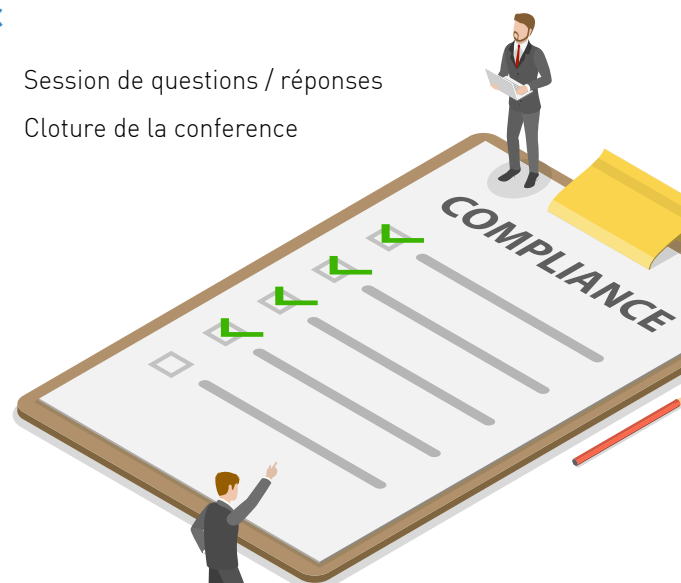 Session de questions / réponses
Cloture de la conference
COMPLIANCE